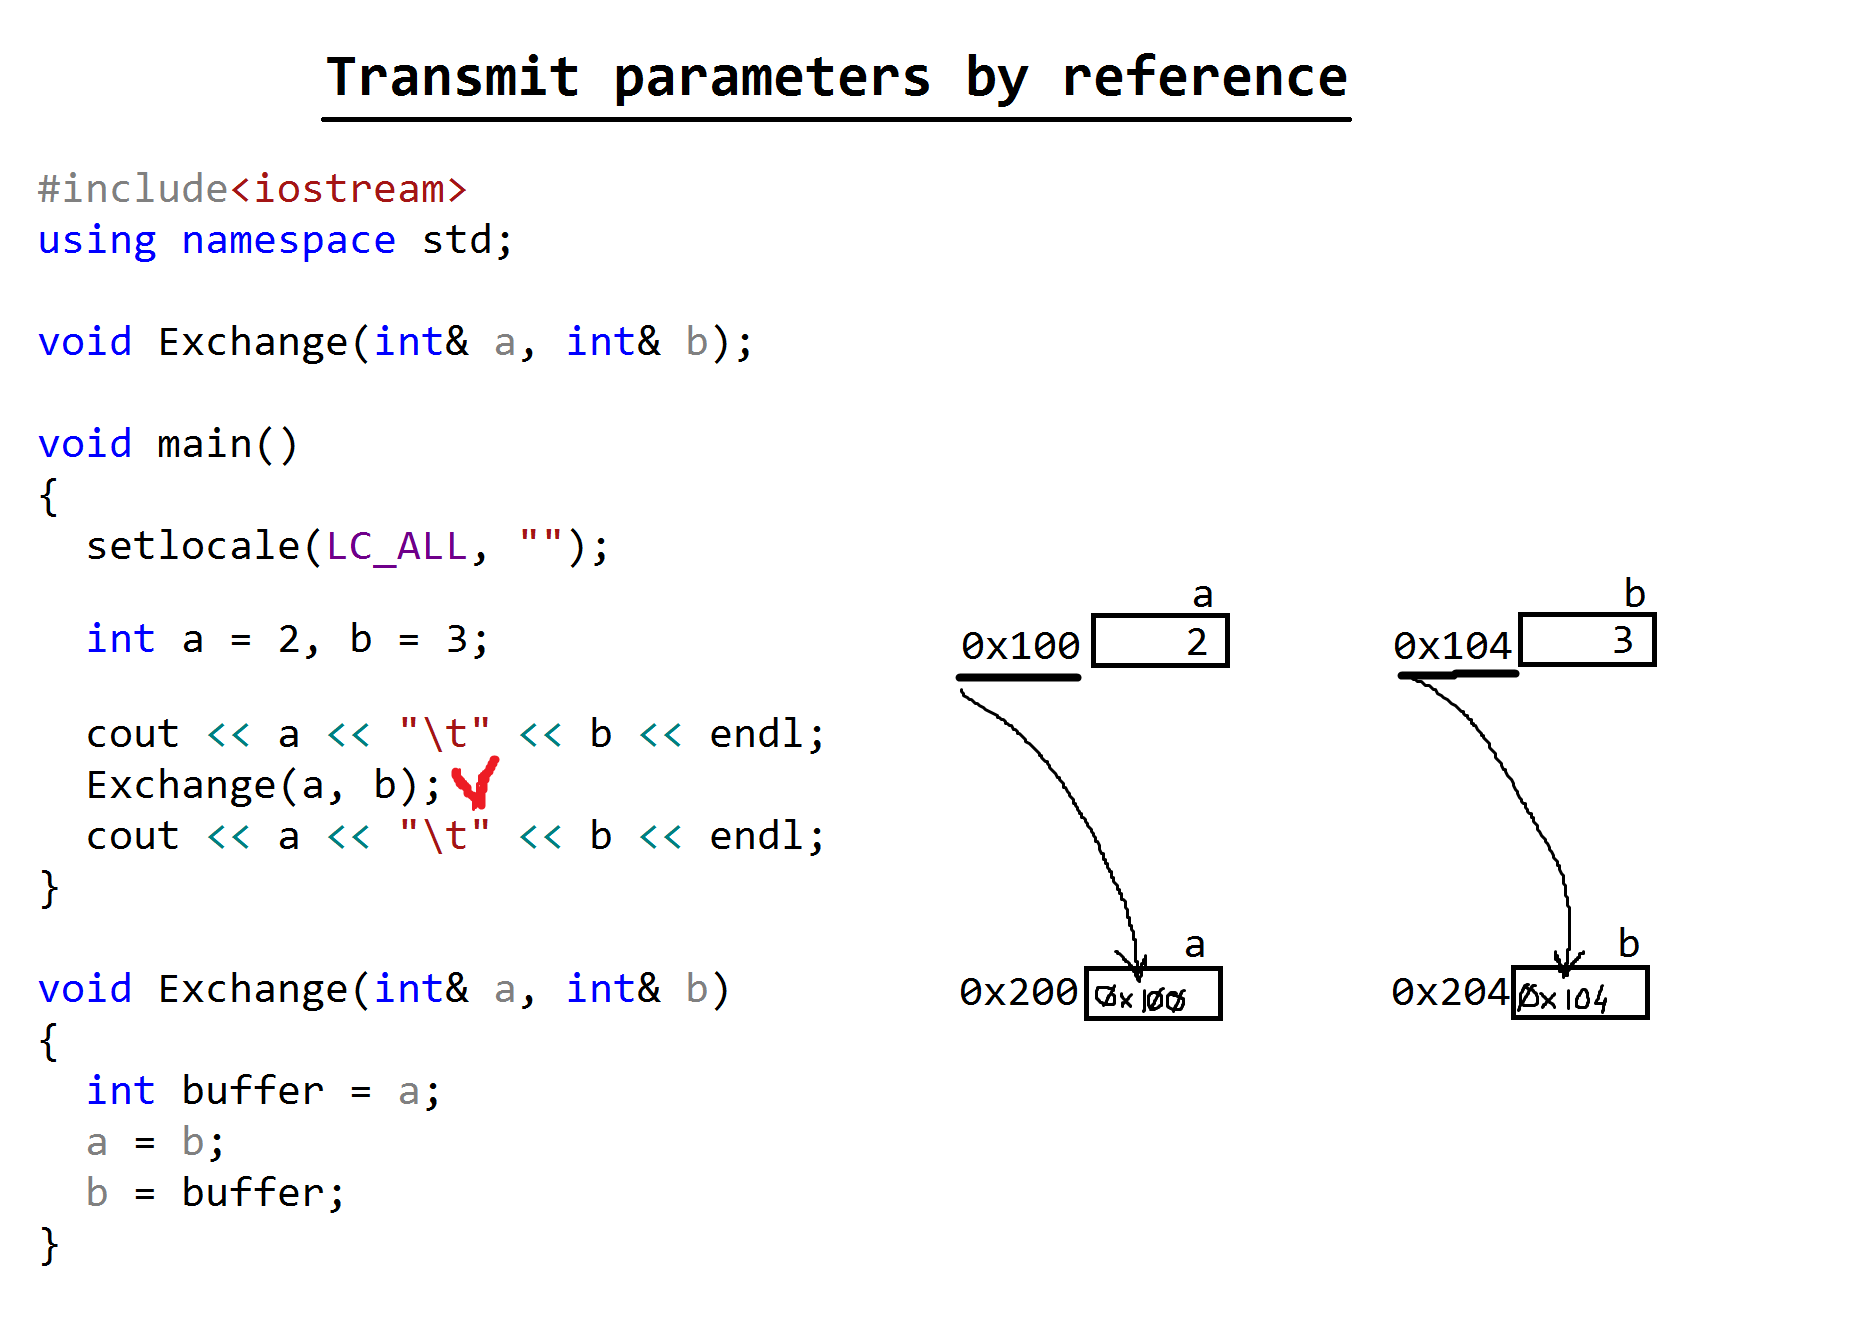 Transmit parameters by reference
#include<iostream>
using namespace std;
void Exchange(int& a, int& b);
void main()
{
setlocale(LC_ALL, "");
int a = 2, b = 3;
cout << a << "\t" << b << endl;
Exchange(a, b);
cout << a << "\t" << b << endl;
}
void Exchange(int& a, int& b)
{
int buffer = a;
a = b;
b = buffer;
}
a
0x100 2
b
0x104 3
a
0x200 0x100
b
0x204 0x104